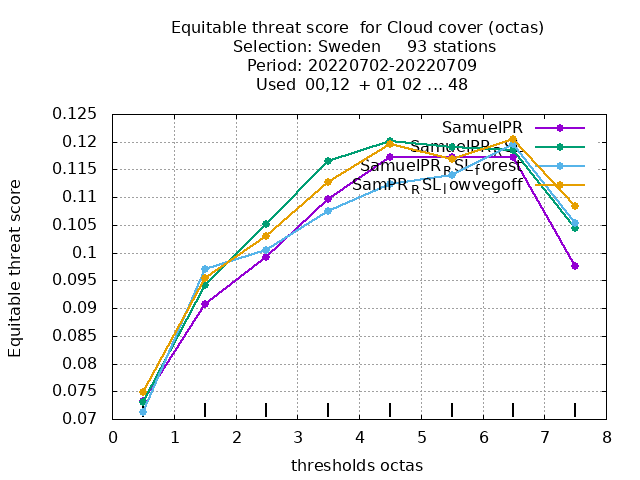 Equitable threat score  for Cloud cover (octas)
Selection: Sweden     93 stations
Period: 20220702-20220709
Used  00,12  + 01 02 ... 48
Equitable threat score
0.125
0.12
0.115
0.11
0.105
0.1
0.095
0.09
0.085
0.08
0.075
0.07
SamuelPR
SamuelPR_RSL
SamuelPR_RSL_forest
SamPR_RSL_lowvegoff
0 1 2 3 4 5 6 7 8
thresholds octas